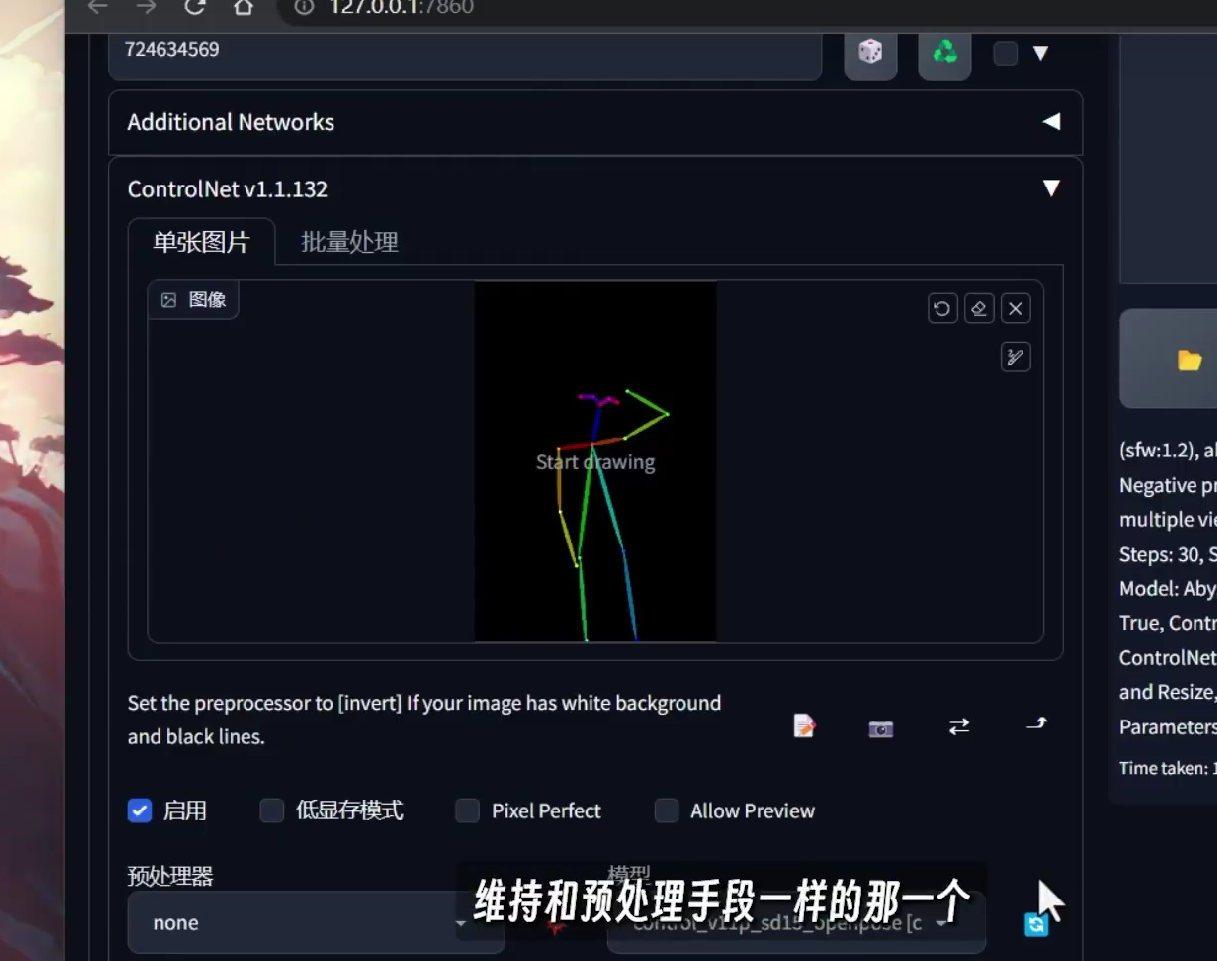 127.0.0.1:7860
724634569
Additional Networks
ControlNet v1.1.132
单张图片 批量处理
图像
Start drawing
(sfw:1.2), a
Negative pr
multiple vie
Steps: 30, S
Model: Aby
True, Contr
ControlNet
and Resize,
Parameters
Time taken: 1
Set the preprocessor to [invert] If your image has white background
and black lines.
启用 低显存模式 Pixel Perfect Allow Preview
预处理器 模型
none control_v11p_sd15_openpose [c
维持和预处理手段一样的那一个